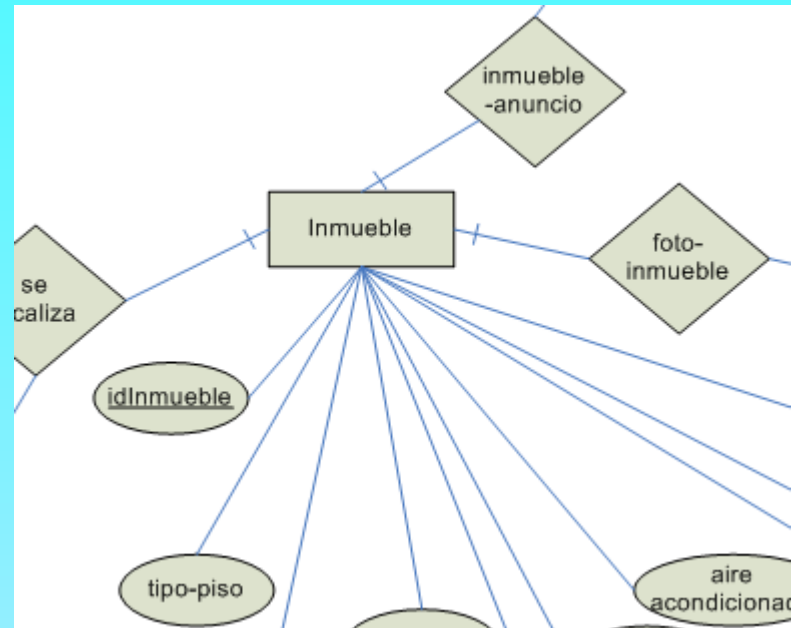 inmueble
-anuncio
Inmueble
foto-
inmueble
se
caliza
idInmueble
tipo-piso
aire
acondicionad